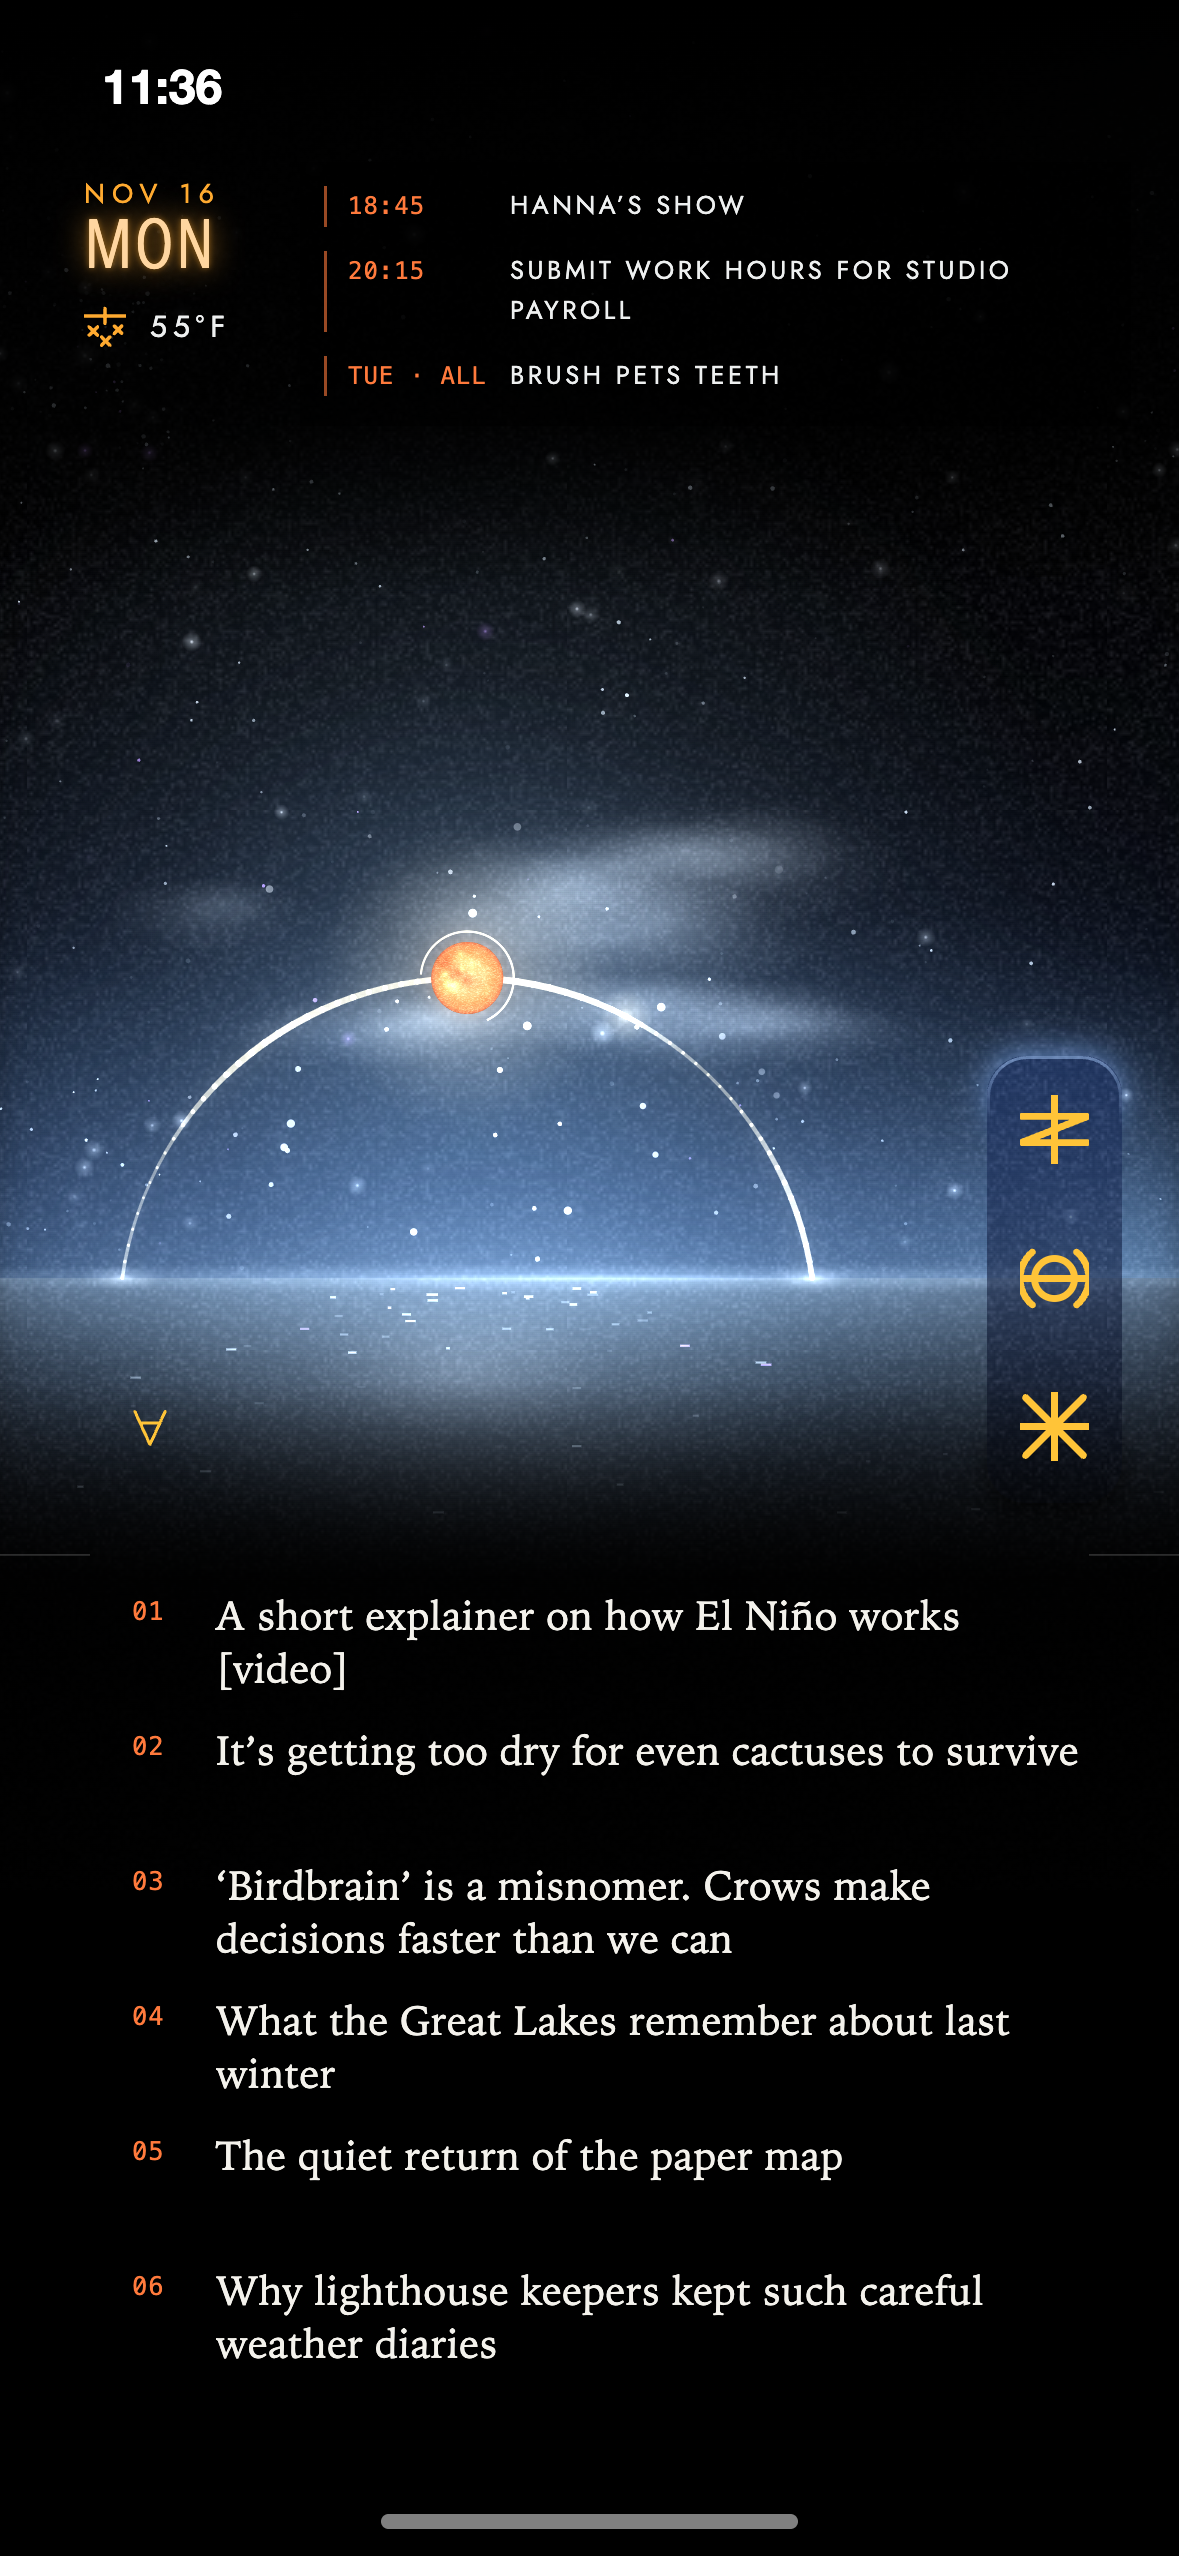 11:36
NOV 16
MON
55°F
18:45 HANNA’S SHOW
20:15 SUBMIT WORK HOURS FOR STUDIO
PAYROLL
TUE · ALL BRUSH PETS TEETH
01 A short explainer on how El Niño works
[video]
02 It’s getting too dry for even cactuses to survive
03 ‘Birdbrain’ is a misnomer. Crows make
decisions faster than we can
04 What the Great Lakes remember about last
winter
05 The quiet return of the paper map
06 Why lighthouse keepers kept such careful
weather diaries